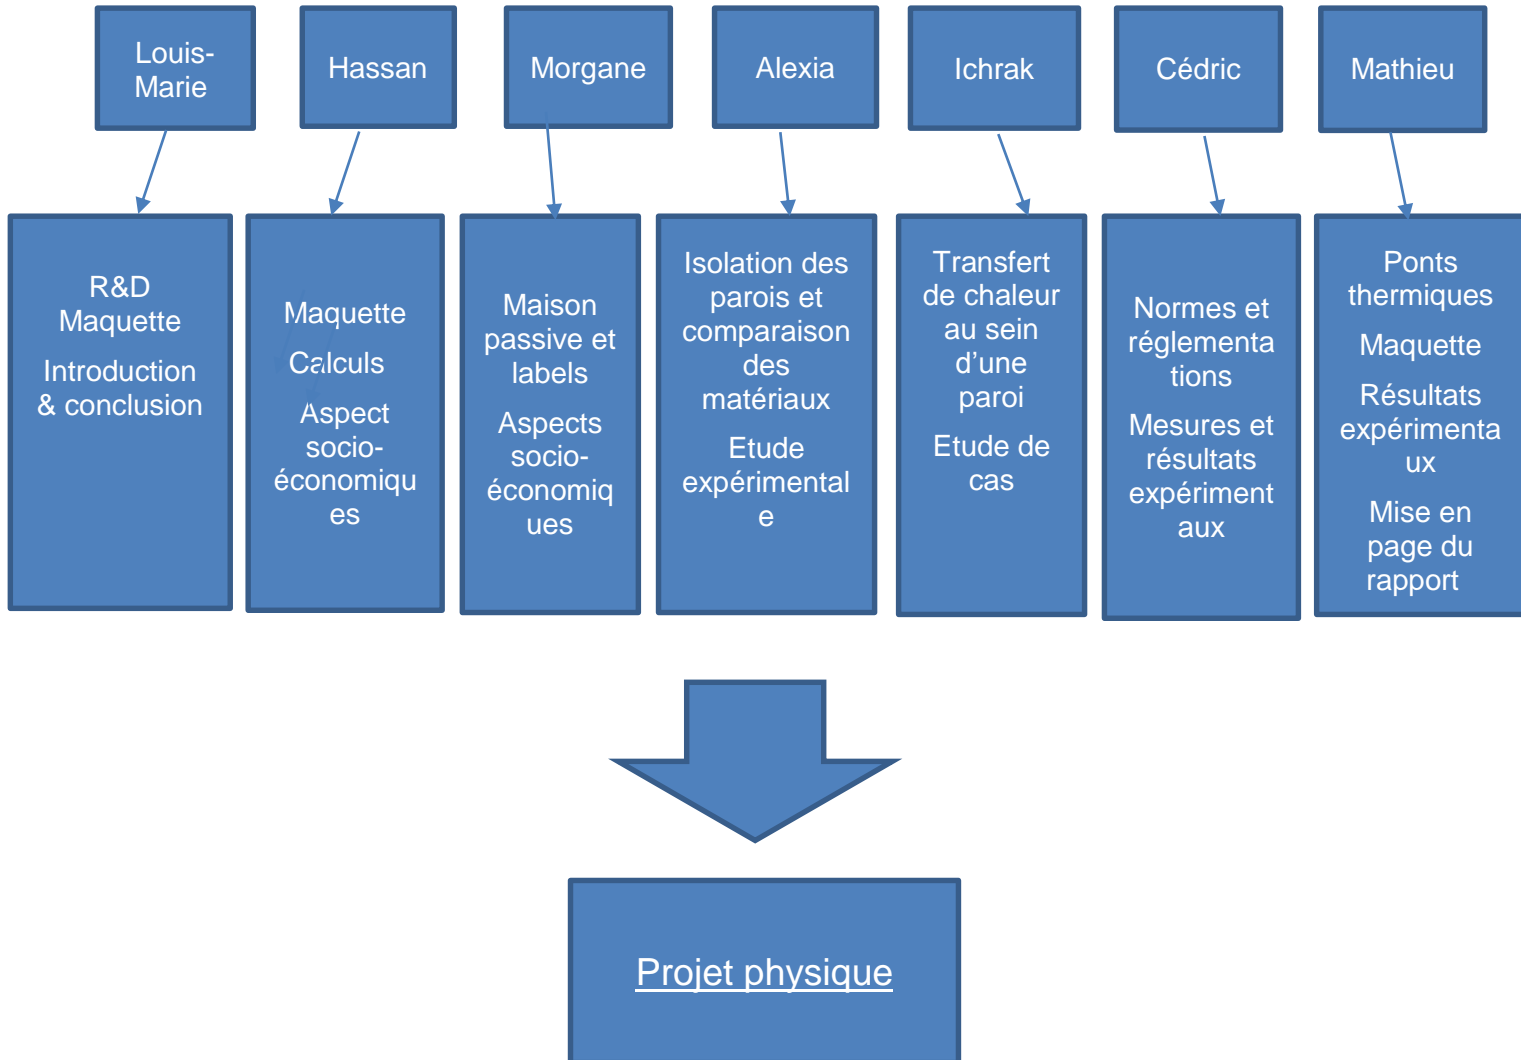 Louis-
Marie
Hassan
Morgane
Alexia
Ichrak
Cédric
Mathieu
R&D
Maquette
Introduction
& conclusion
Maquette
Calculs
Aspect
socio-
économiqu
es
Maison
passive et
labels
Aspects
socio-
économiq
ues
Isolation des
parois et
comparaison
des
matériaux
Etude
expérimental
e
Transfert
de chaleur
au sein
d’une
paroi
Etude de
cas
Normes et
réglementa
tions
Mesures et
résultats
expériment
aux
Ponts
thermiques
Maquette
Résultats
expérimenta
ux
Mise en
page du
rapport
Projet physique